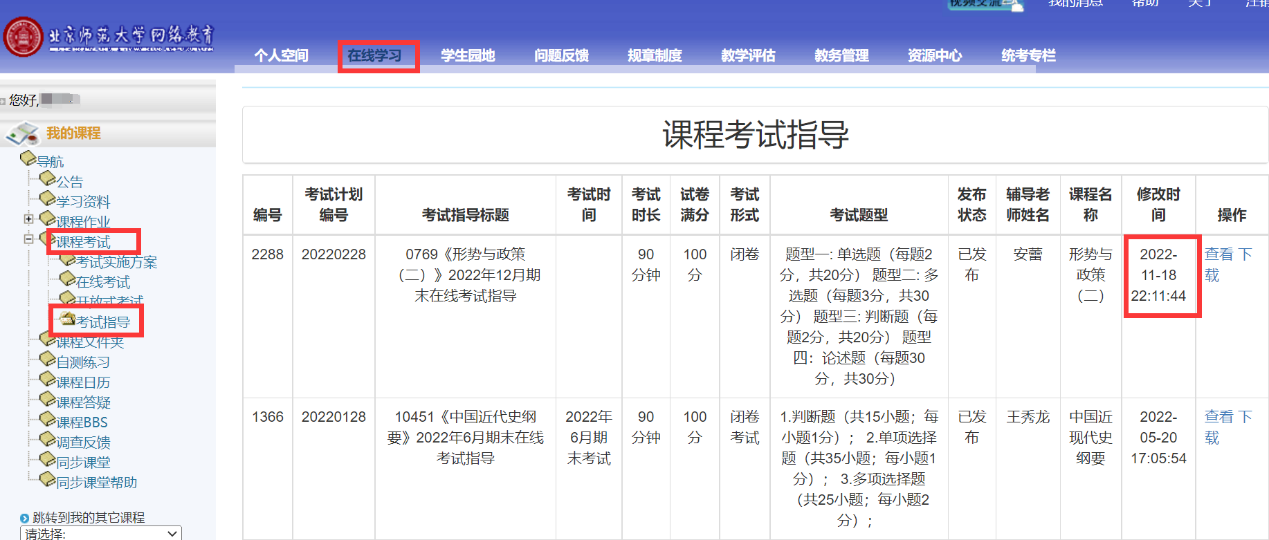 视频交流
我的消息 帮助 关于 注销
北京师范大学网络教育
个人空间 在线学习 学生园地 问题反馈 规章制度 教学评估 教务管理 资源中心 统考专栏
您好,
我的课程
导航
公告
学习资料
课程作业
课程考试
考试实施方案
在线考试
开放式考试
考试指导
课程文件夹
自测练习
课程日历
课程答疑
课程BBS
调查反馈
同步课堂
同步课堂帮助
跳转到我的其它课程
请选择:
课程考试指导
编号
考试计划
编号
考试指导标题
考试时
间
考试
时长
试卷
满分
考试
形式
考试题型
发布
状态
辅导老
师姓名
课程名
称
修改时
间
操作
2288
20220228
0769《形势与政策
（二）》2022年12月期
末在线考试指导
90
分钟
100
分
闭卷
题型一: 单选题（每题2
分，共20分） 题型二: 多
选题（每题3分，共30
分） 题型三: 判断题（每
题2分，共20分） 题型
四：论述题（每题30
分，共30分）
已发
布
安蕾
形势与
政策
（二）
2022-
11-18
22:11:44
查看 下
载
1366
20220128
10451《中国近代史纲
要》2022年6月期末在线
考试指导
2022年
6月期
末考试
90
分钟
100
分
闭卷
考试
1.判断题（共15小题；每
小题1分）； 2.单项选择
题（共35小题；每小题1
分）； 3.多项选择题
（共25小题；每小题2
分）；
已发
布
王秀龙
中国近
现代史
纲要
2022-
05-20
17:05:54
查看 下
载